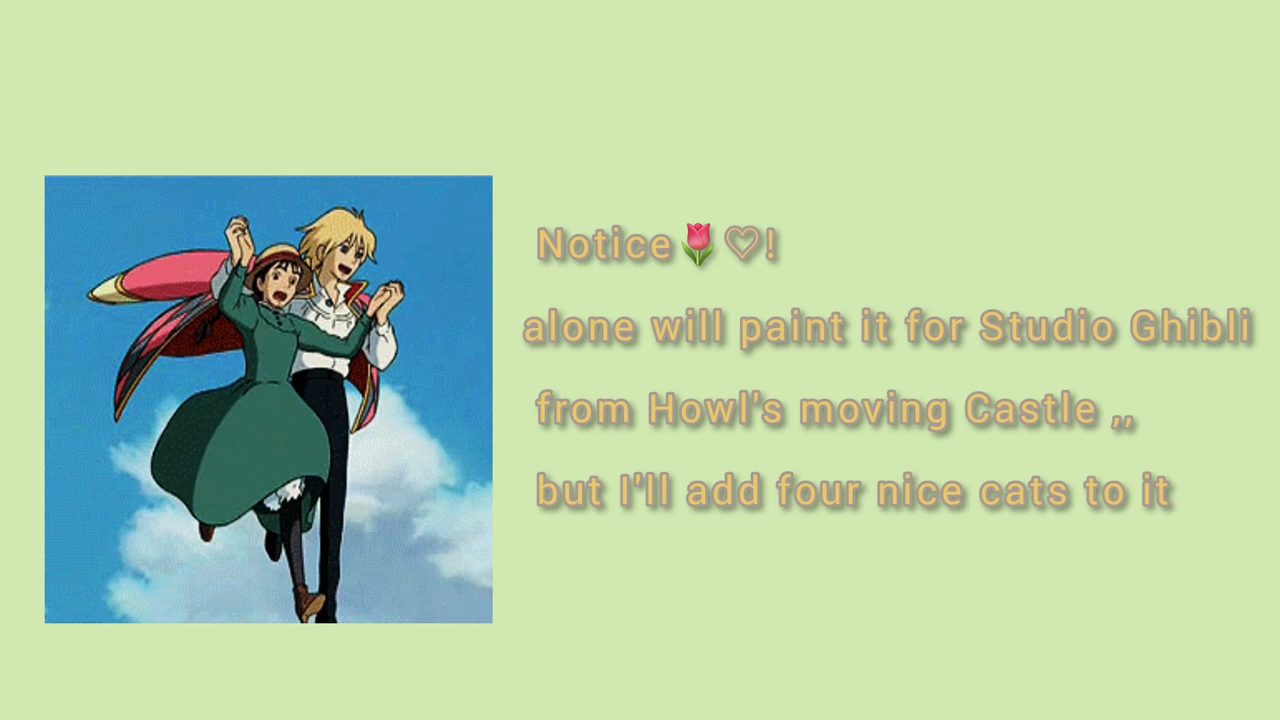 Notice🌷♡!
alone will paint it for Studio Ghibli
from Howl's moving Castle ,,
but I'll add four nice cats to it